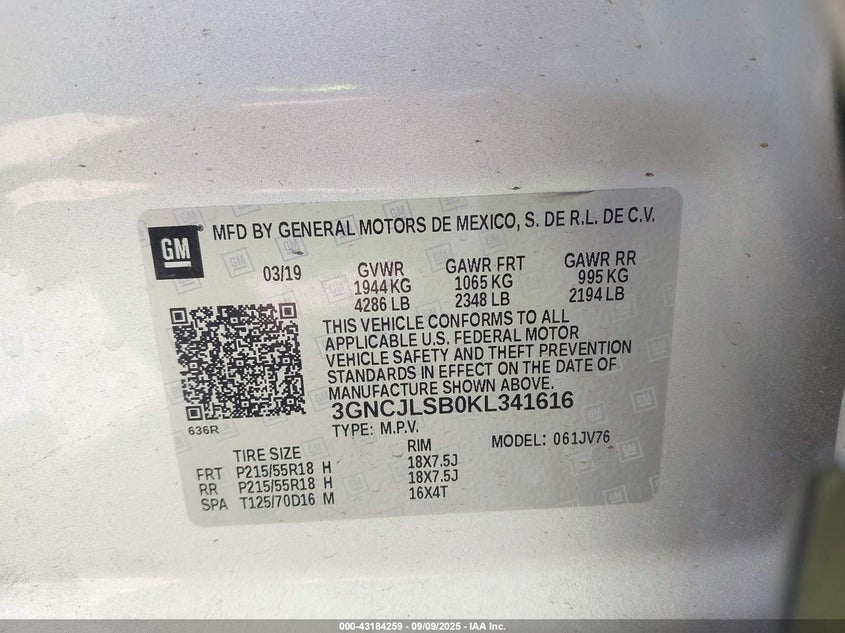 GM
MFD BY GENERAL MOTORS DE MEXICO, S. DE R.L. DE C.V.
03/19 GVWR GAWR FRT GAWR RR
1944 KG 1065 KG 995 KG
4286 LB 2348 LB 2194 LB
THIS VEHICLE CONFORMS TO ALL
APPLICABLE U.S. FEDERAL MOTOR
VEHICLE SAFETY AND THEFT PREVENTION
STANDARDS IN EFFECT ON THE DATE OF
MANUFACTURE SHOWN ABOVE.
3GNCJLSB0KL341616
636R
TYPE: M.P.V. MODEL: 061JV76
TIRE SIZE RIM
FRT P215/55R18 H 18X7.5J
RR P215/55R18 H 18X7.5J
SPA T125/70D16 M 16X4T
000-43184259 - 09/09/2025 - IAA Inc.